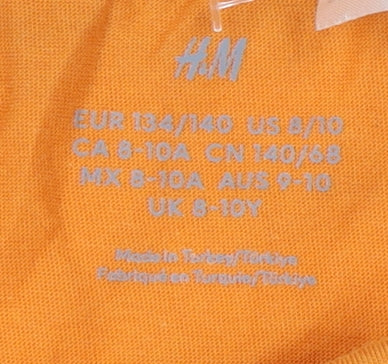 H&M
EUR 134/140 US 8/10
CA 8-10A CN 140/68
MX 8-10A AUS 9-10
UK 8-10Y
Made in Turkey/Türkiye
Fabriqué en Turquie/Türkiye